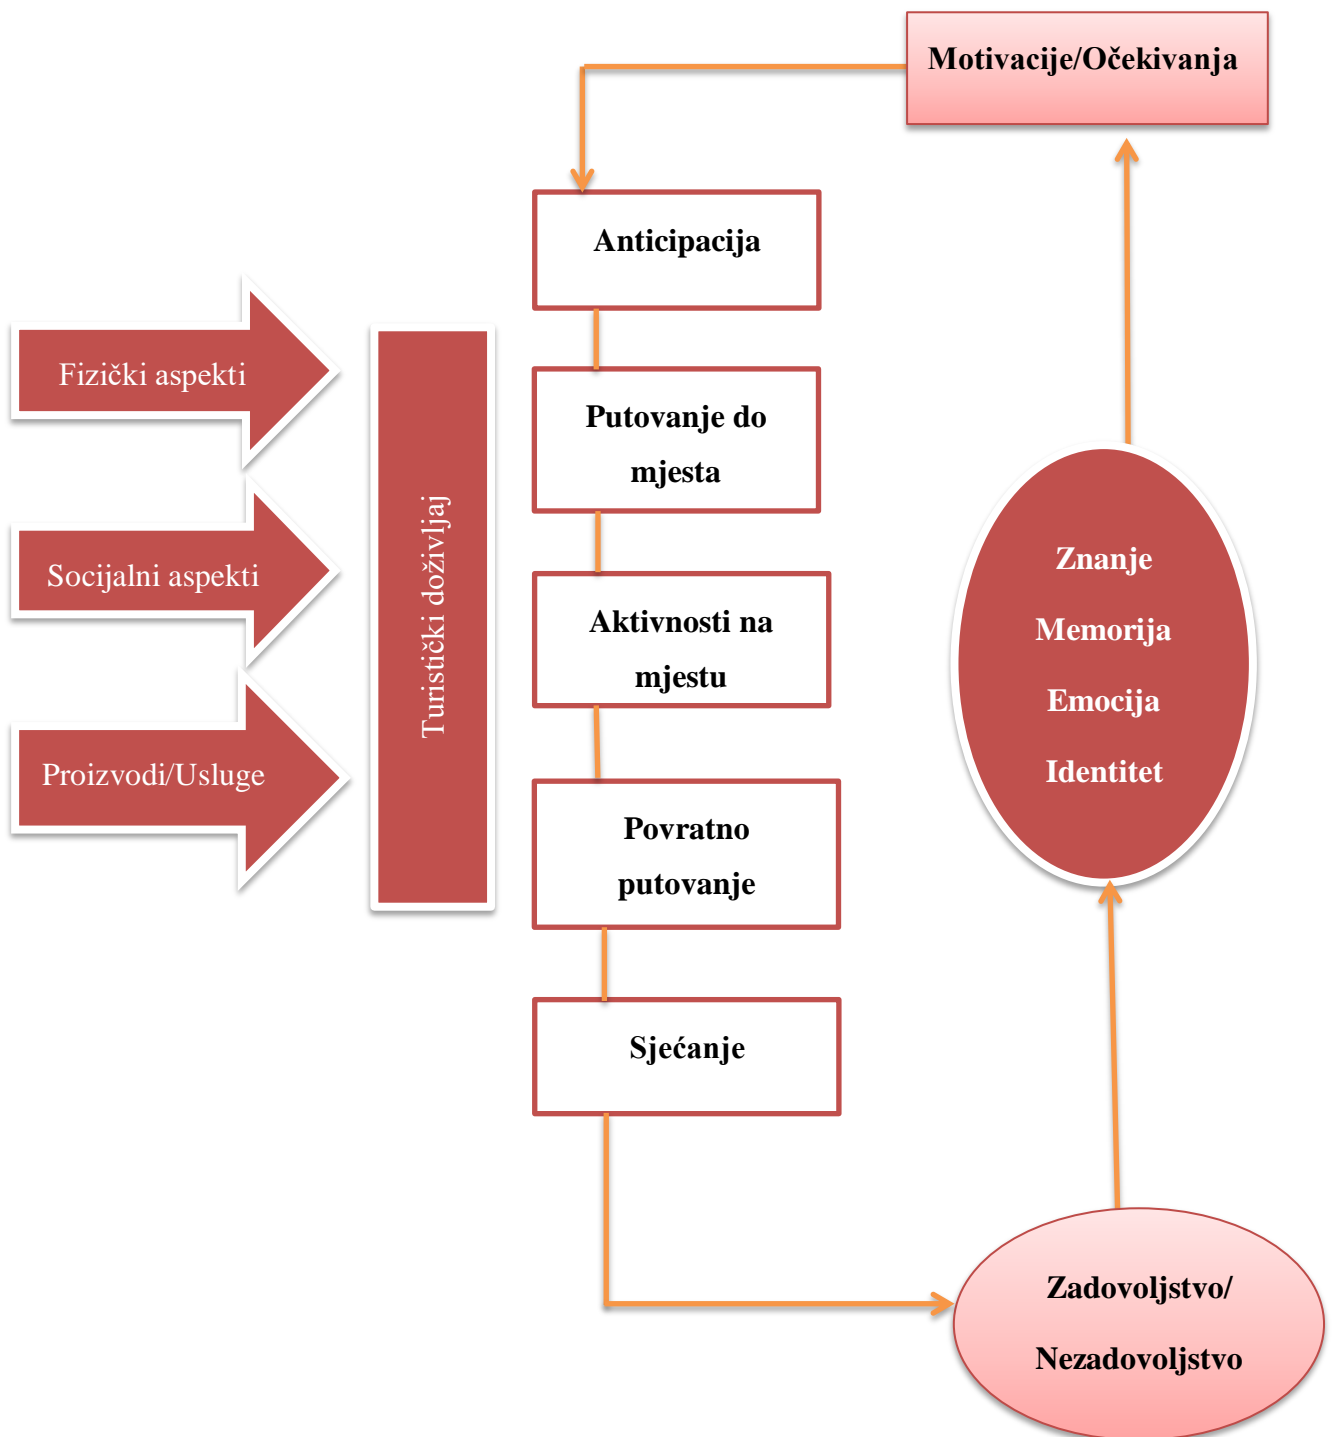 Motivacije/Očekivanja
Anticipacija
Fizički aspekti
Putovanje do
mjesta
Turistički doživljaj
Socijalni aspekti
Aktivnosti na
mjestu
Proizvodi/Usluge
Povratno
putovanje
Sjećanje
Znanje
Memorija
Emocija
Identitet
Zadovoljstvo/
Nezadovoljstvo